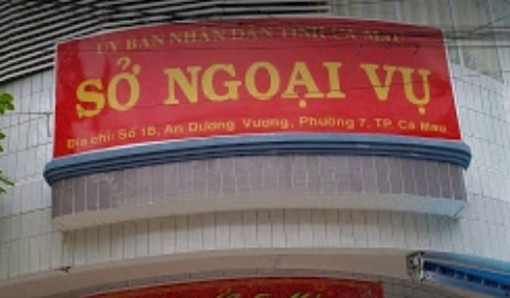 ỦY BAN NHÂN DÂN TỈNH CÀ MAU
SỞ NGOẠI VỤ
Địa chỉ: Số 1B, An Dương Vương, Phường 7, TP. Cà Mau